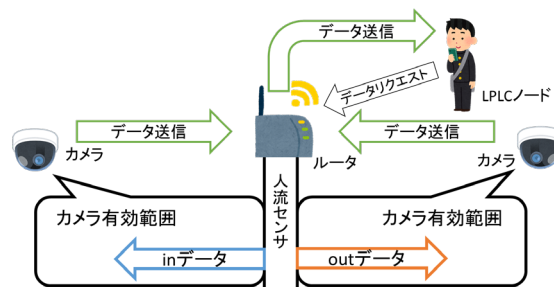 データ送信
データリクエスト
LPLCノード
データ送信
データ送信
カメラ
ルータ
カメラ
人流センサ
カメラ有効範囲
カメラ有効範囲
inデータ
outデータ